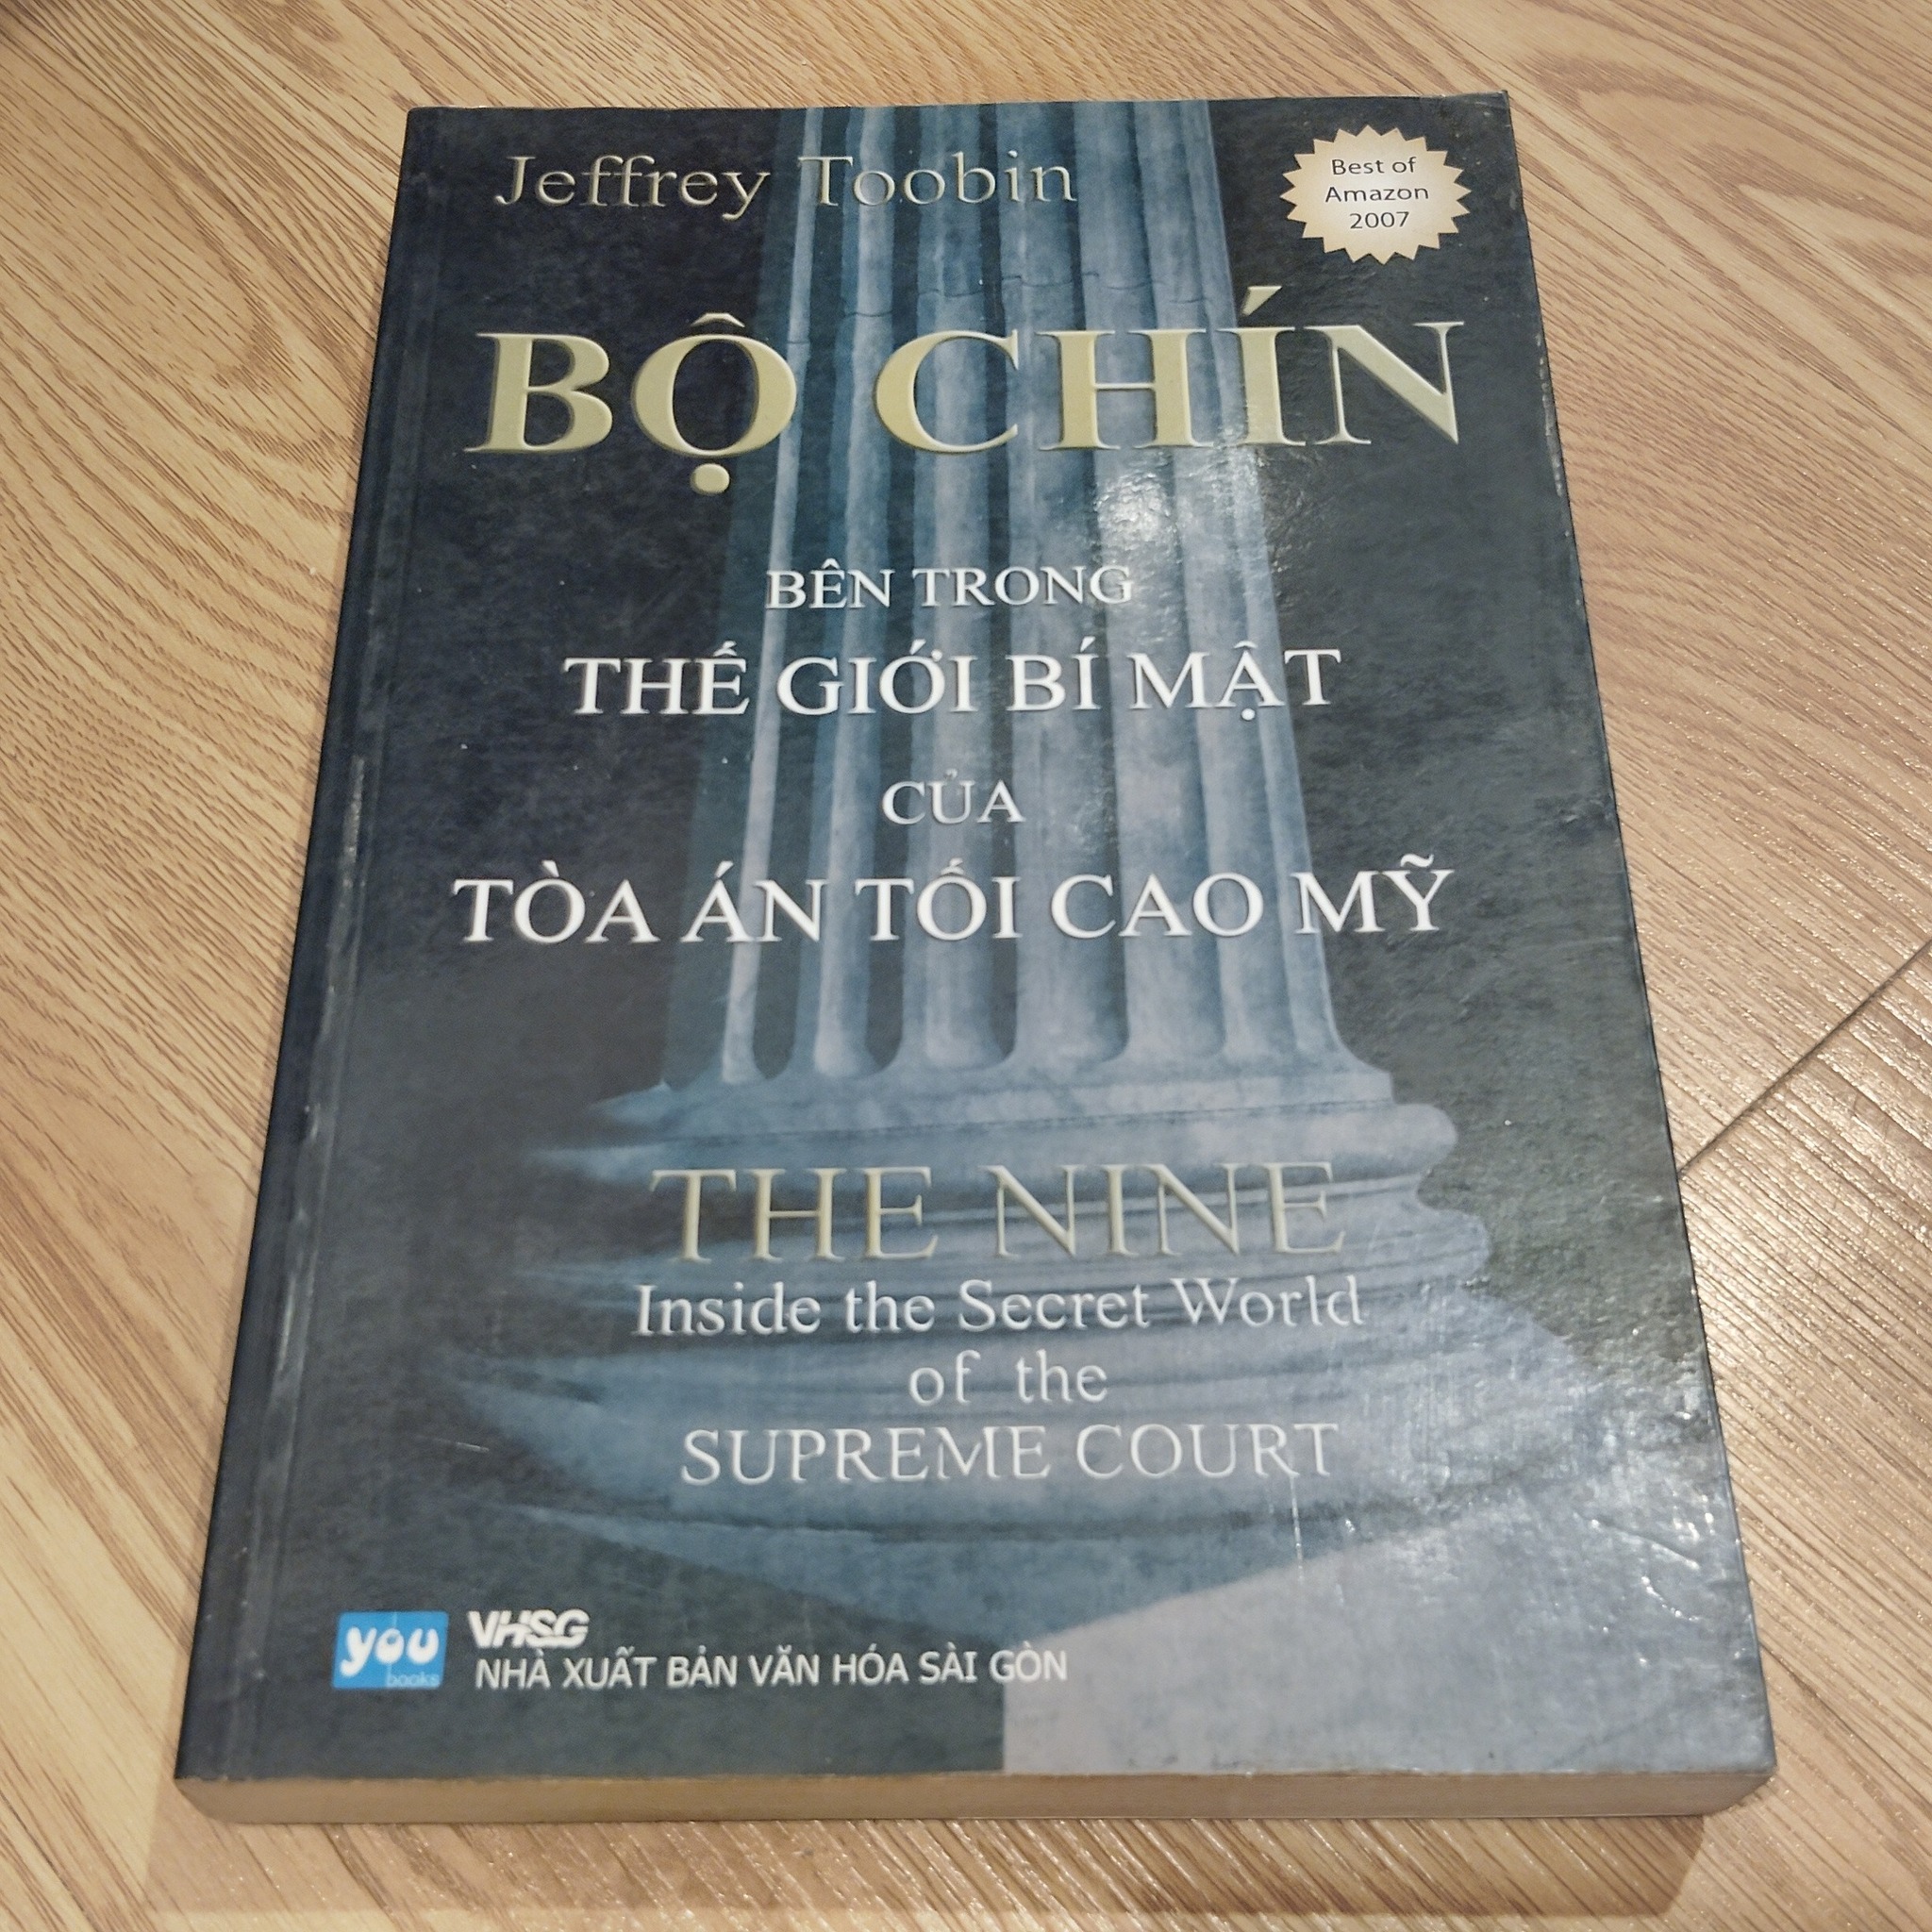 Jeffrey Toobin
Best of
Amazon
2007
BỘ CHÍN
BÊN TRONG
THẾ GIỚI BÍ MẬT
CỦA
TÒA ÁN TỐI CAO MỸ
THE NINE
Inside the Secret World
of the
SUPREME COURT
you
books
VHSG
NHÀ XUẤT BẢN VĂN HÓA SÀI GÒN